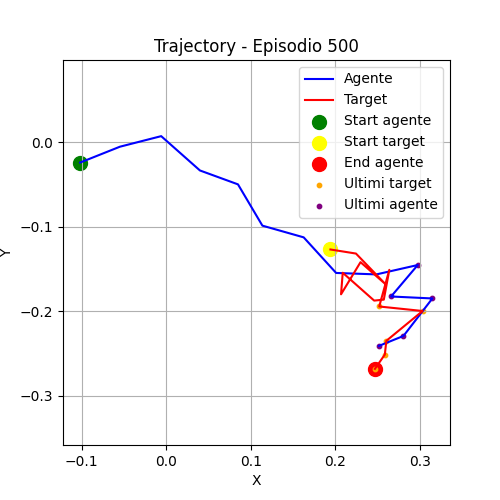 Trajectory - Episodio 500
Agente
Target
Start agente
Start target
End agente
Ultimi target
Ultimi agente
Y
0.0
−0.1
−0.2
−0.3
−0.1
0.0
0.1
0.2
0.3
X